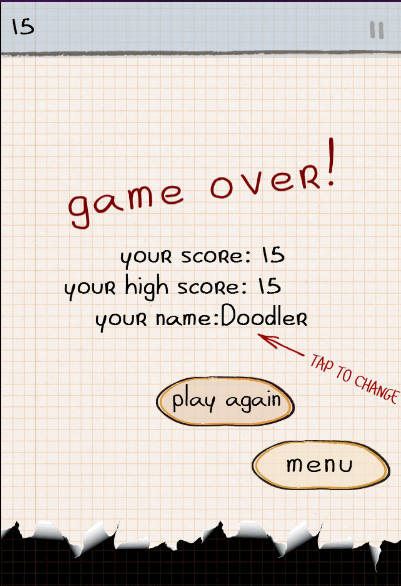 15
game over!
your score: 15
your high score: 15
your name:Doodler
TAP TO CHANGE
play again
menu